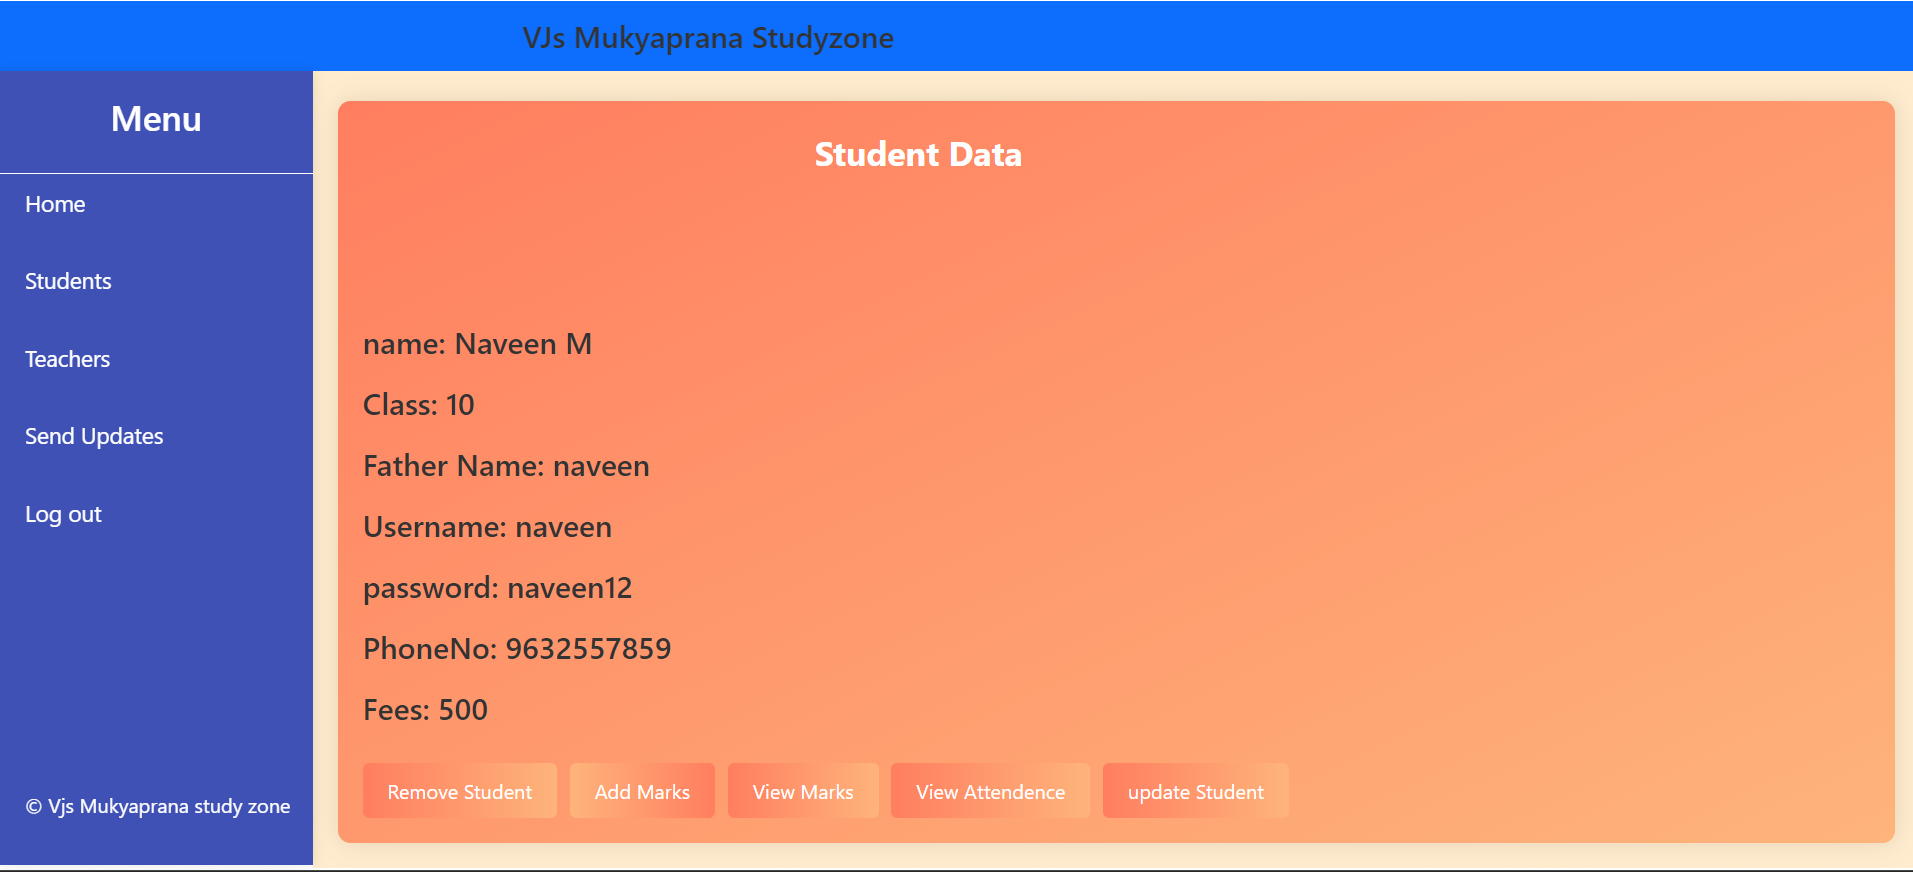 VJs Mukyaprana Studyzone
Menu
Home
Students
Teachers
Send Updates
Log out
© Vjs Mukyaprana study zone
Student Data
name: Naveen M
Class: 10
Father Name: naveen
Username: naveen
password: naveen12
PhoneNo: 9632557859
Fees: 500
Remove Student Add Marks View Marks View Attendence update Student